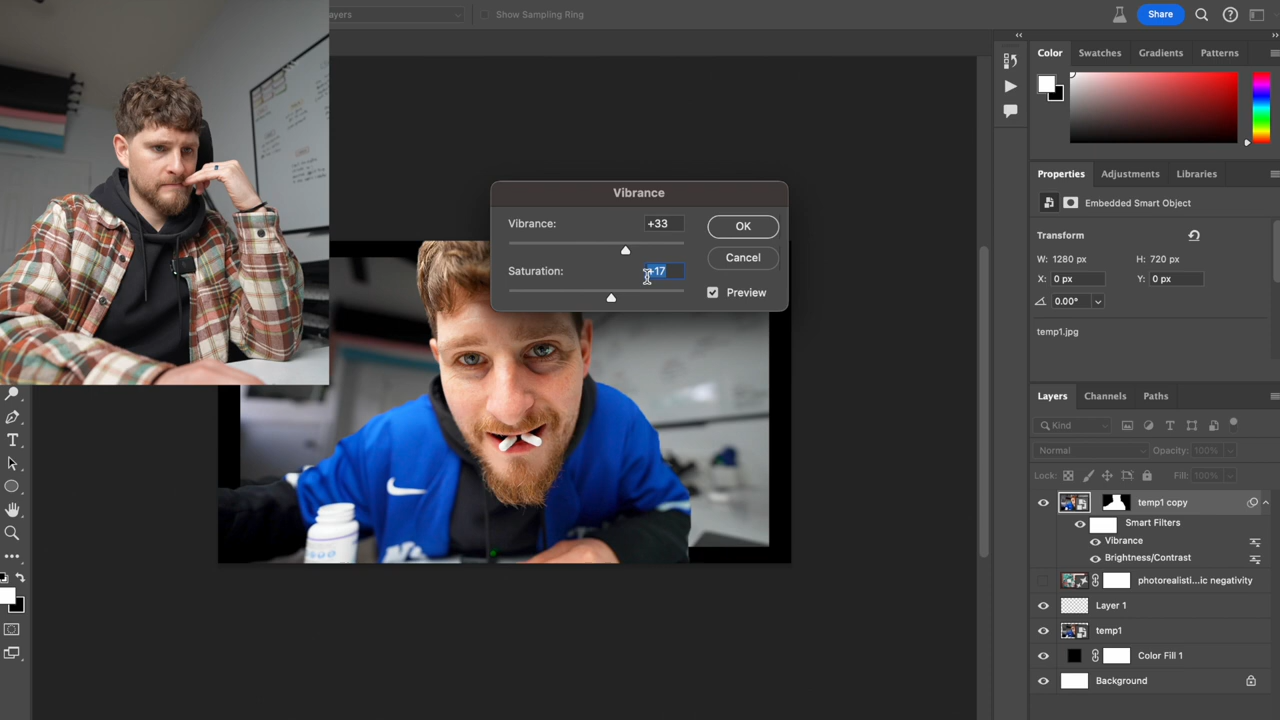 ayers
Show Sampling Ring
Share
Color
Swatches
Gradients
Patterns
Vibrance
Vibrance:
+33
OK
Saturation:
+17
Cancel
Preview
Properties
Adjustments
Libraries
Embedded Smart Object
Transform
W: 1280 px
H: 720 px
X: 0 px
Y: 0 px
0.00°
temp1.jpg
Layers
Channels
Paths
Kind
Normal
Opacity: 100%
Lock:
Fill: 100%
temp1 copy
Smart Filters
Vibrance
Brightness/Contrast
photorealisti...ic negativity
Layer 1
temp1
Color Fill 1
Background